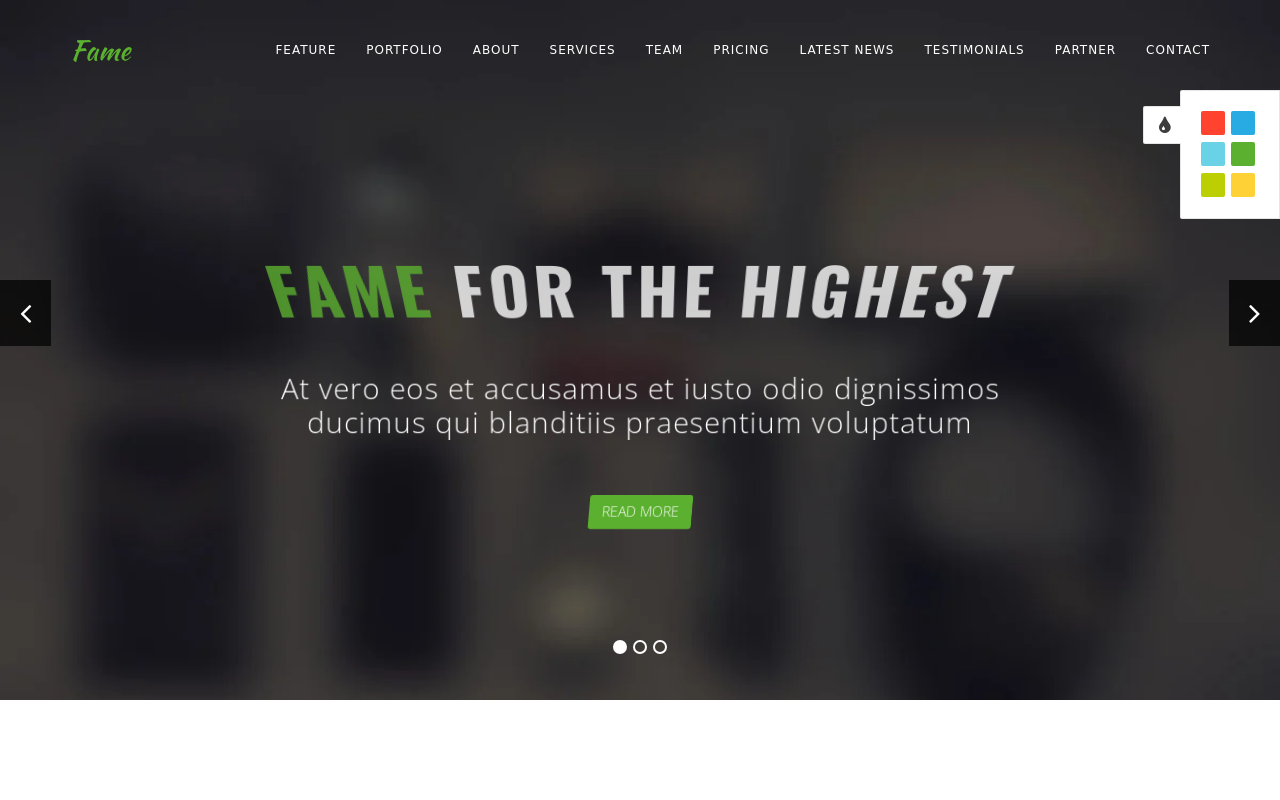 Fame
FEATURE PORTFOLIO ABOUT SERVICES TEAM PRICING LATEST NEWS TESTIMONIALS PARTNER CONTACT
FAME FOR THE HIGHEST
At vero eos et accusamus et iusto odio dignissimos
ducimus qui blanditiis praesentium voluptatum
READ MORE